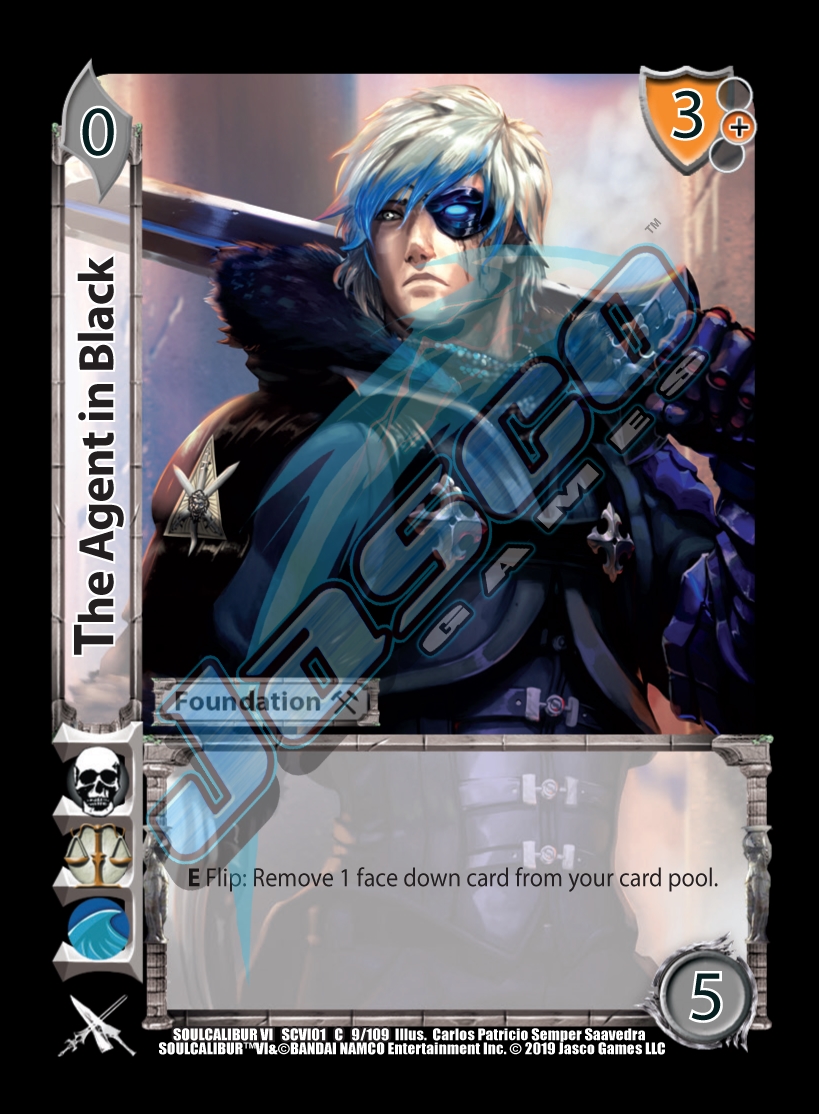 0
3
+
The Agent in Black
TM
JASCO
GAMES
Foundation
E Flip: Remove 1 face down card from your card pool.
5
SOULCALIBUR VI SCVI01 C 9/109 Illus. Carlos Patricio Semper Saavedra
SOULCALIBUR™VI&©BANDAI NAMCO Entertainment Inc. © 2019 Jasco Games LLC